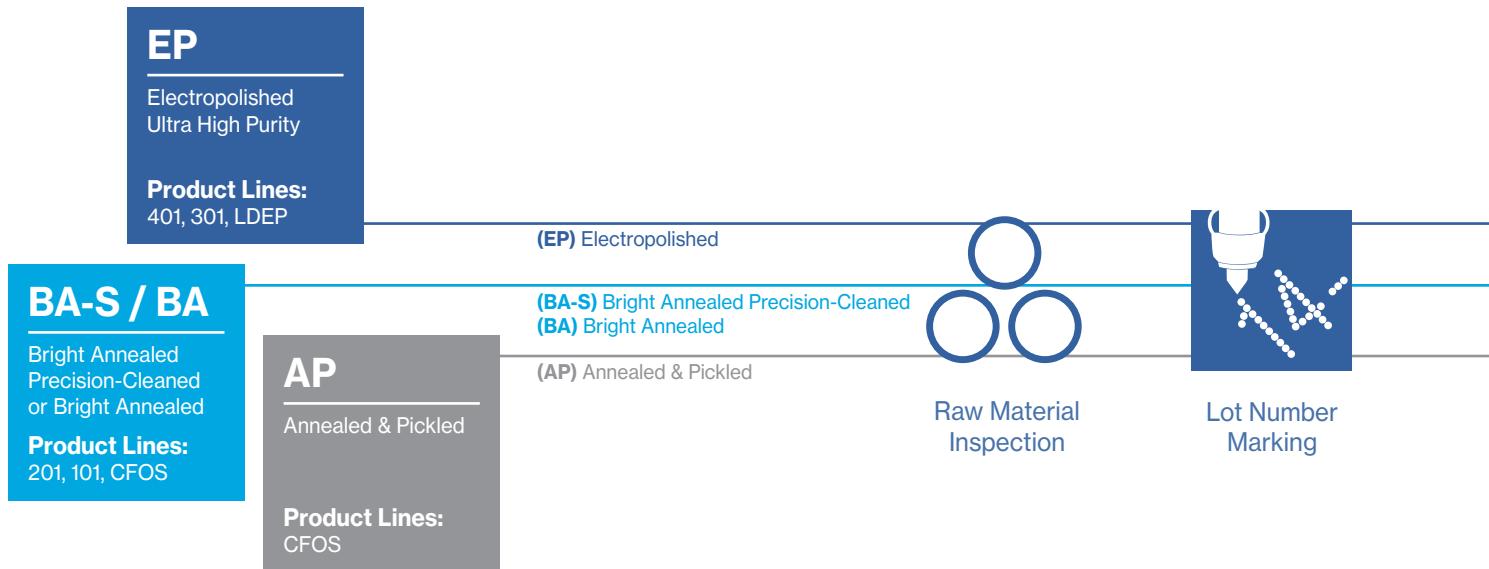 EP
Electropolished
Ultra High Purity
Product Lines:
401, 301, LDEP
BA-S / BA
Bright Annealed
Precision-Cleaned
or Bright Annealed
Product Lines:
201, 101, CFOS
AP
Annealed & Pickled
Product Lines:
CFOS
(EP) Electropolished
(BA-S) Bright Annealed Precision-Cleaned
(BA) Bright Annealed
(AP) Annealed & Pickled
Raw Material
Inspection
Lot Number
Marking